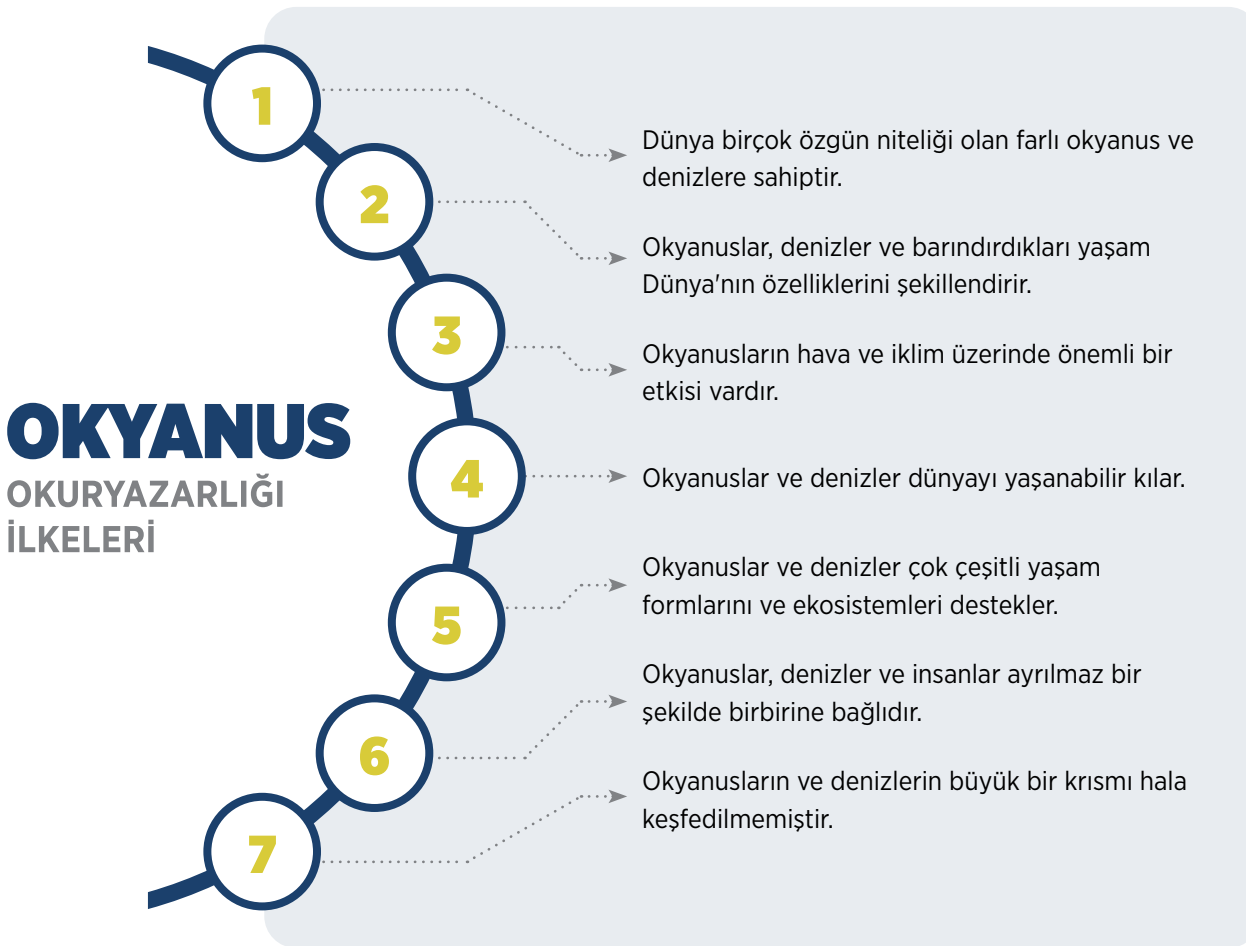 OKYANUS
OKURYAZARLIĞI
İLKELERİ
1
Dünya birçok özgün niteliği olan farlı okyanus ve
denizlere sahiptir.
2
Okyanuslar, denizler ve barındırdıkları yaşam
Dünya'nın özelliklerini şekillendirir.
3
Okyanusların hava ve iklim üzerinde önemli bir
etkisi vardır.
4
Okyanuslar ve denizler dünyayı yaşanabilir kılar.
5
Okyanuslar ve denizler çok çeşitli yaşam
formlarını ve ekosistemleri destekler.
6
Okyanuslar, denizler ve insanlar ayrılmaz bir
şekilde birbirine bağlıdır.
7
Okyanusların ve denizlerin büyük bir krısmı hala
keşfedilmemiştir.